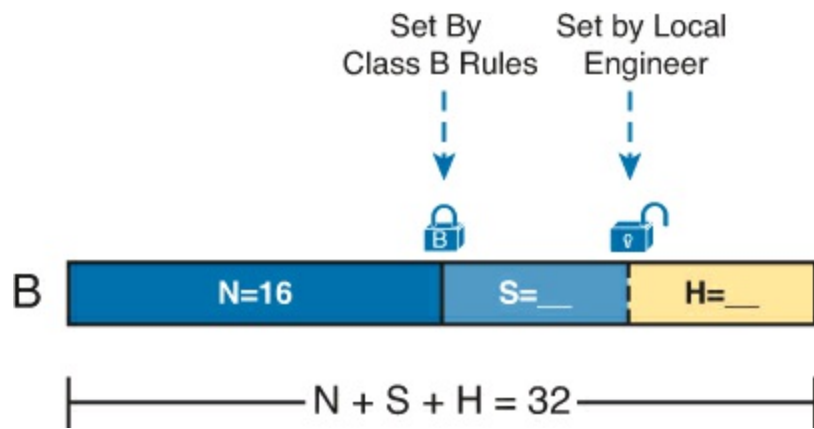 Set By
Class B Rules
Set by Local
Engineer
B
B
N=16
S=__
H=__
N + S + H = 32